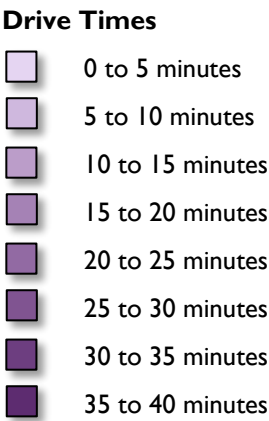 Drive Times
0 to 5 minutes
5 to 10 minutes
10 to 15 minutes
15 to 20 minutes
20 to 25 minutes
25 to 30 minutes
30 to 35 minutes
35 to 40 minutes